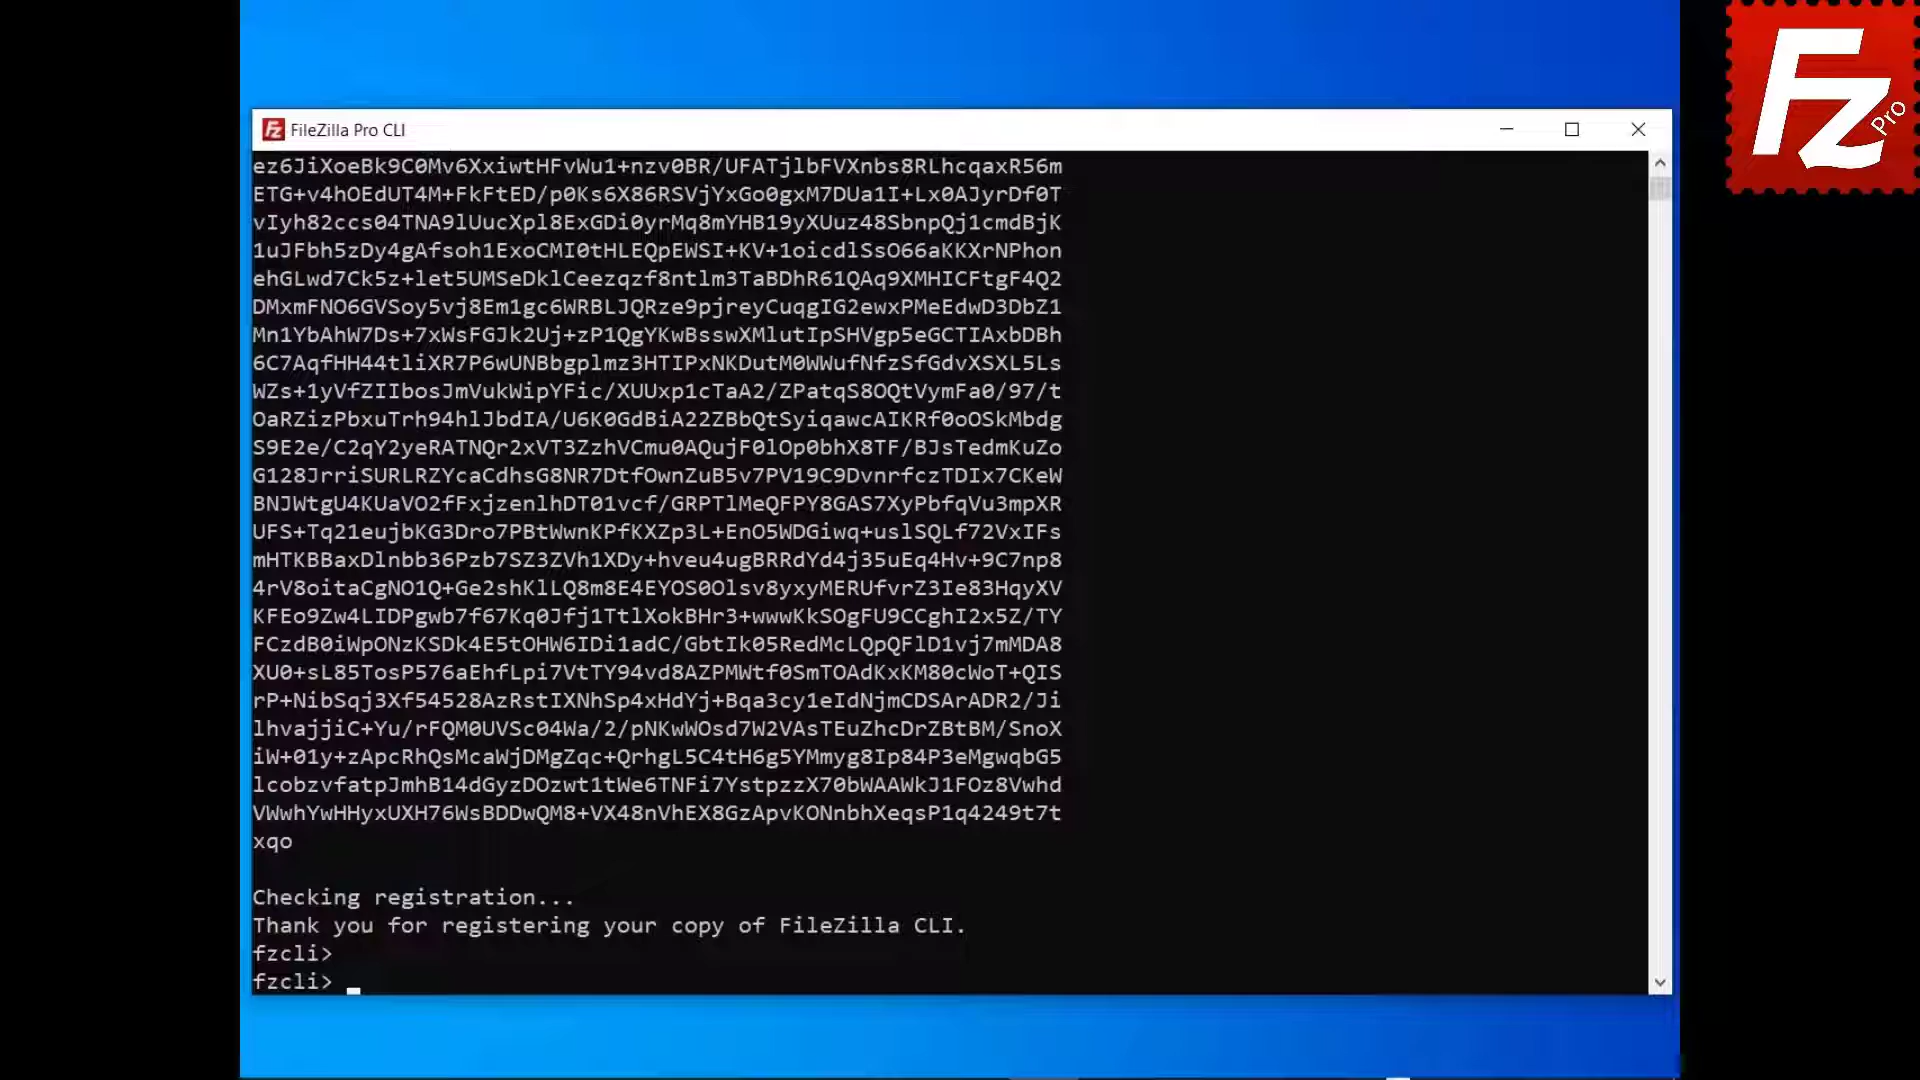 FileZilla Pro CLI
ez6JiXoeBk9C0Mv6XxiwtHFvWu1+nzv0BR/UFATjlbFVXnbs8RLhcqaxR56m
ETG+v4hOEdUT4M+FkFtED/p0Ks6X86RSVjYxGo0gxM7DUa1I+Lx0AJyrDf0T
vIyh82ccs04TNA9lUucXpl8ExGDi0yrMq8mYHB19yXUuz48SbnpQj1cmdBjK
1uJFbh5zDy4gAfsoh1ExoCMI0tHLEQpEWSI+KV+1oicdlSsO66aKKXrNPhon
ehGLwd7Ck5z+let5UMSeDklCeezqzf8ntlm3TaBDhR61QAq9XMHICFtgF4Q2
DMxmFNO6GVSoy5vj8Em1gc6WRBLJQRze9pjreyCuqgIG2ewxPMeEdwD3DbZ1
Mn1YbAhW7Ds+7xWsFGJk2Uj+zP1QgYKwBsswXMlutIpSHVgp5eGCTIAxbDBh
6C7AqfHH44tliXR7P6wUNBbgplmz3HTIPxNKDutM0WWufNfzSfGdvXSXL5Ls
WZs+1yVfZIIbosJmVukWipYFic/XUUxp1cTaA2/ZPatqS8OQtVymFa0/97/t
OaRZizPbxuTrh94hlJbdIA/U6K0GdBiA22ZBbQtSyiqawcAIKRf0oOSkMbdg
S9E2e/C2qY2yeRATNQr2xVT3ZzhVCmu0AQujF0lOp0bhX8TF/BJsTedmKuZo
G128JrriSURLRZYcaCdhsG8NR7DtfOwnZuB5v7PV19C9DvnrfczTDIx7CKeW
BNJWtgU4KUaVO2fFxjzenlhDT01vcf/GRPTlMeQFPY8GAS7XyPbfqVu3mpXR
UFS+Tq21eujbKG3Dro7PBtWwnKPfKXZp3L+EnO5WDGiwq+uslSQLf72VxIFs
mHTKBBaxDlnbb36Pzb7SZ3ZVh1XDy+hveu4ugBRRdYd4j35uEq4Hv+9C7np8
4rV8oitaCgNO1Q+Ge2shKlLQ8m8E4EYOS0Olsv8yxyMERUfvrZ3Ie83HqyXV
KFEo9Zw4LIDPgwb7f67Kq0Jfj1TtlXokBHr3+wwwKkSOgFU9CCghI2x5Z/TY
FCzdB0iWpONzKSDk4E5tOHW6IDi1adC/GbtIk05RedMcLQpQFlD1vj7mMDA8
XU0+sL85TosP576aEhfLpi7VtTY94vd8AZPMWtf0SmTOAdKxKM80cWoT+QIS
rP+NibSqj3Xf54528AzRstIXNhSp4xHdYj+Bqa3cy1eIdNjmCDSArADR2/Ji
lhvajjiC+Yu/rFQM0UVSc04Wa/2/pNKwWOsd7W2VAsTEuZhcDrZBtBM/SnoX
iW+01y+zApcRhQsMcaWjDMgZqc+QrhgL5C4tH6g5YMmyg8Ip84P3eMgwqbG5
lcobzvfatpJmhB14dGyzDOzwt1tWe6TNFi7YstpzzX70bWAAWkJ1FOz8Vwhd
VWwhYwHHyxUXH76WsBDDwQM8+VX48nVhEX8GzApvKONnbhXeqsP1q4249t7t
xqo
Checking registration...
Thank you for registering your copy of FileZilla CLI.
fzcli>
fzcli>
Fz
Pro